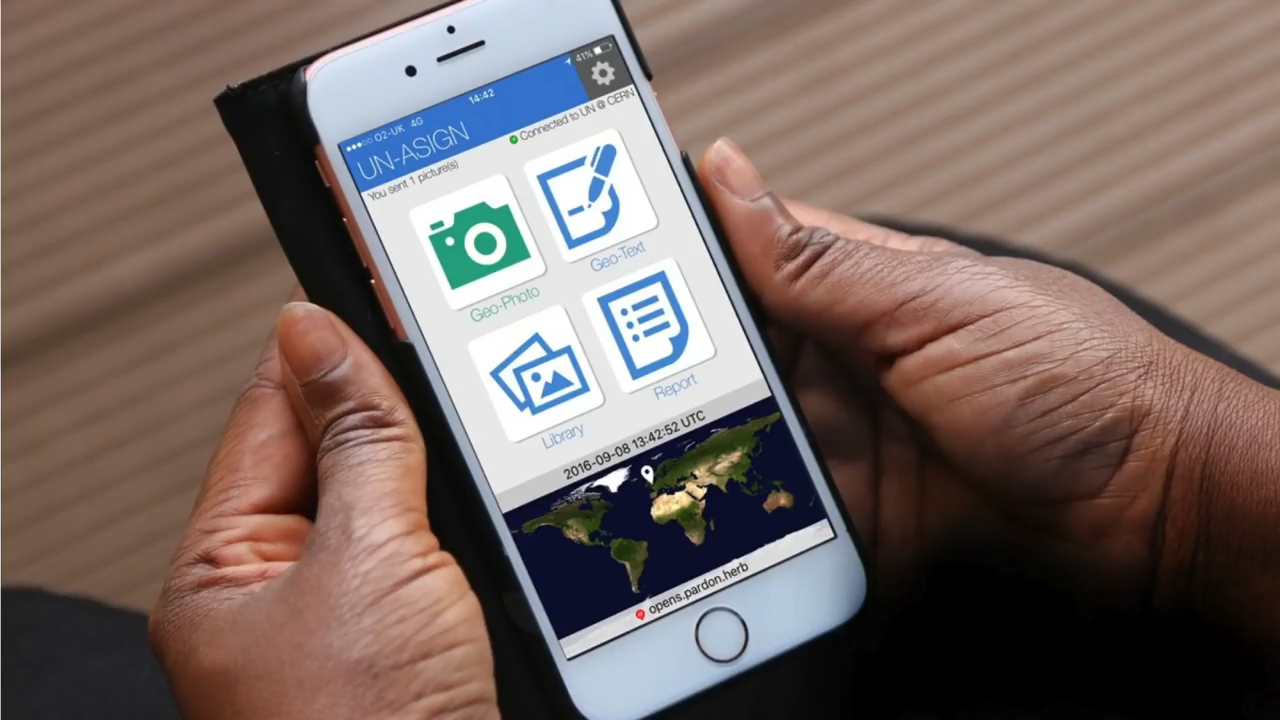 O2-UK 4G 14:42 41%
UN-ASIGN
You sent 1 picture(s) Connected to UN @ CERN
Geo-Photo Geo-Text
Library Report
2016-09-08 13:42:52 UTC
opens.pardon.herb